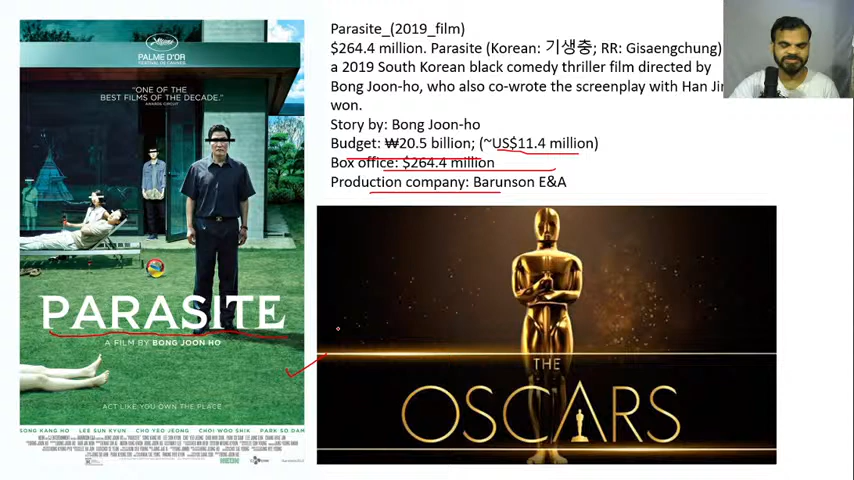 PALME D'OR
FESTIVAL DE CANNES
"ONE OF THE
BEST FILMS OF THE DECADE."
PARASITE
A FILM BY BONG JOON HO
ACT LIKE YOU OWN THE PLACE
SONG KANG HO LEE SUN KYUN CHO YEO JEONG CHOI WOO SHIK PARK SO DAM
Parasite_(2019_film)
$264.4 million. Parasite (Korean: 기생충; RR: Gisaengchung)
a 2019 South Korean black comedy thriller film directed by
Bong Joon-ho, who also co-wrote the screenplay with Han Jin
won.
Story by: Bong Joon-ho
Budget: ₩20.5 billion; (~US$11.4 million)
Box office: $264.4 million
Production company: Barunson E&A
THE
OSCARS